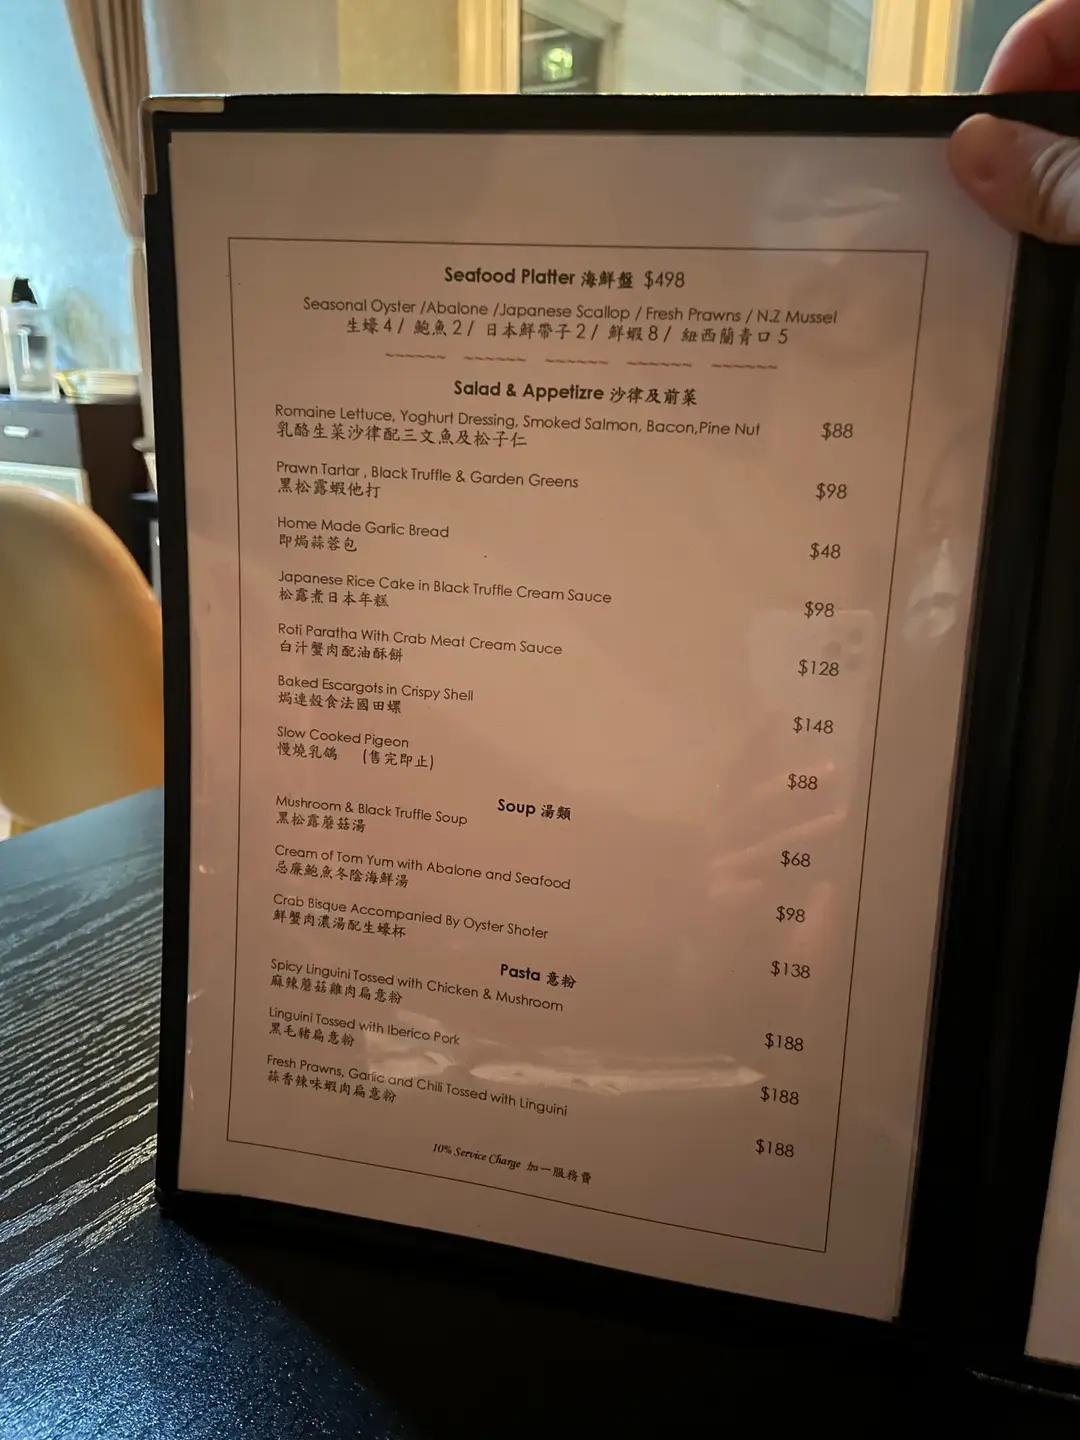 Seafood Platter 海鮮盤 $498
Seasonal Oyster /Abalone /Japanese Scallop / Fresh Prawns / N.Z Mussel
生蠔4/ 鮑魚2/ 日本鮮帶子2/ 鮮蝦8/ 紐西蘭青口5
Salad & Appetizre 沙律及前菜
Romaine Lettuce, Yoghurt Dressing, Smoked Salmon, Bacon,Pine Nut $88
乳酪生菜沙律配三文魚及松子仁
Prawn Tartar , Black Truffle & Garden Greens $98
黑松露蝦他打
Home Made Garlic Bread $48
即焗蒜蓉包
Japanese Rice Cake in Black Truffle Cream Sauce $98
松露煮日本年糕
Roti Paratha With Crab Meat Cream Sauce $128
白汁蟹肉配油酥餅
Baked Escargots in Crispy Shell $148
焗連殼食法國田螺
Slow Cooked Pigeon $88
慢燒乳鴿 (售完即止)
Soup 湯類
Mushroom & Black Truffle Soup $68
黑松露蘑菇湯
Cream of Tom Yum with Abalone and Seafood $98
忌廉鮑魚冬陰海鮮湯
Crab Bisque Accompanied By Oyster Shoter $138
鮮蟹肉濃湯配生蠔杯
Pasta 意粉
Spicy Linguini Tossed with Chicken & Mushroom $188
麻辣蘑菇雞肉扁意粉
Linguini Tossed with Iberico Pork $188
黑毛豬扁意粉
Fresh Prawns, Garlic and Chili Tossed with Linguini $188
蒜香辣味蝦肉扁意粉
10% Service Charge 加一服務費